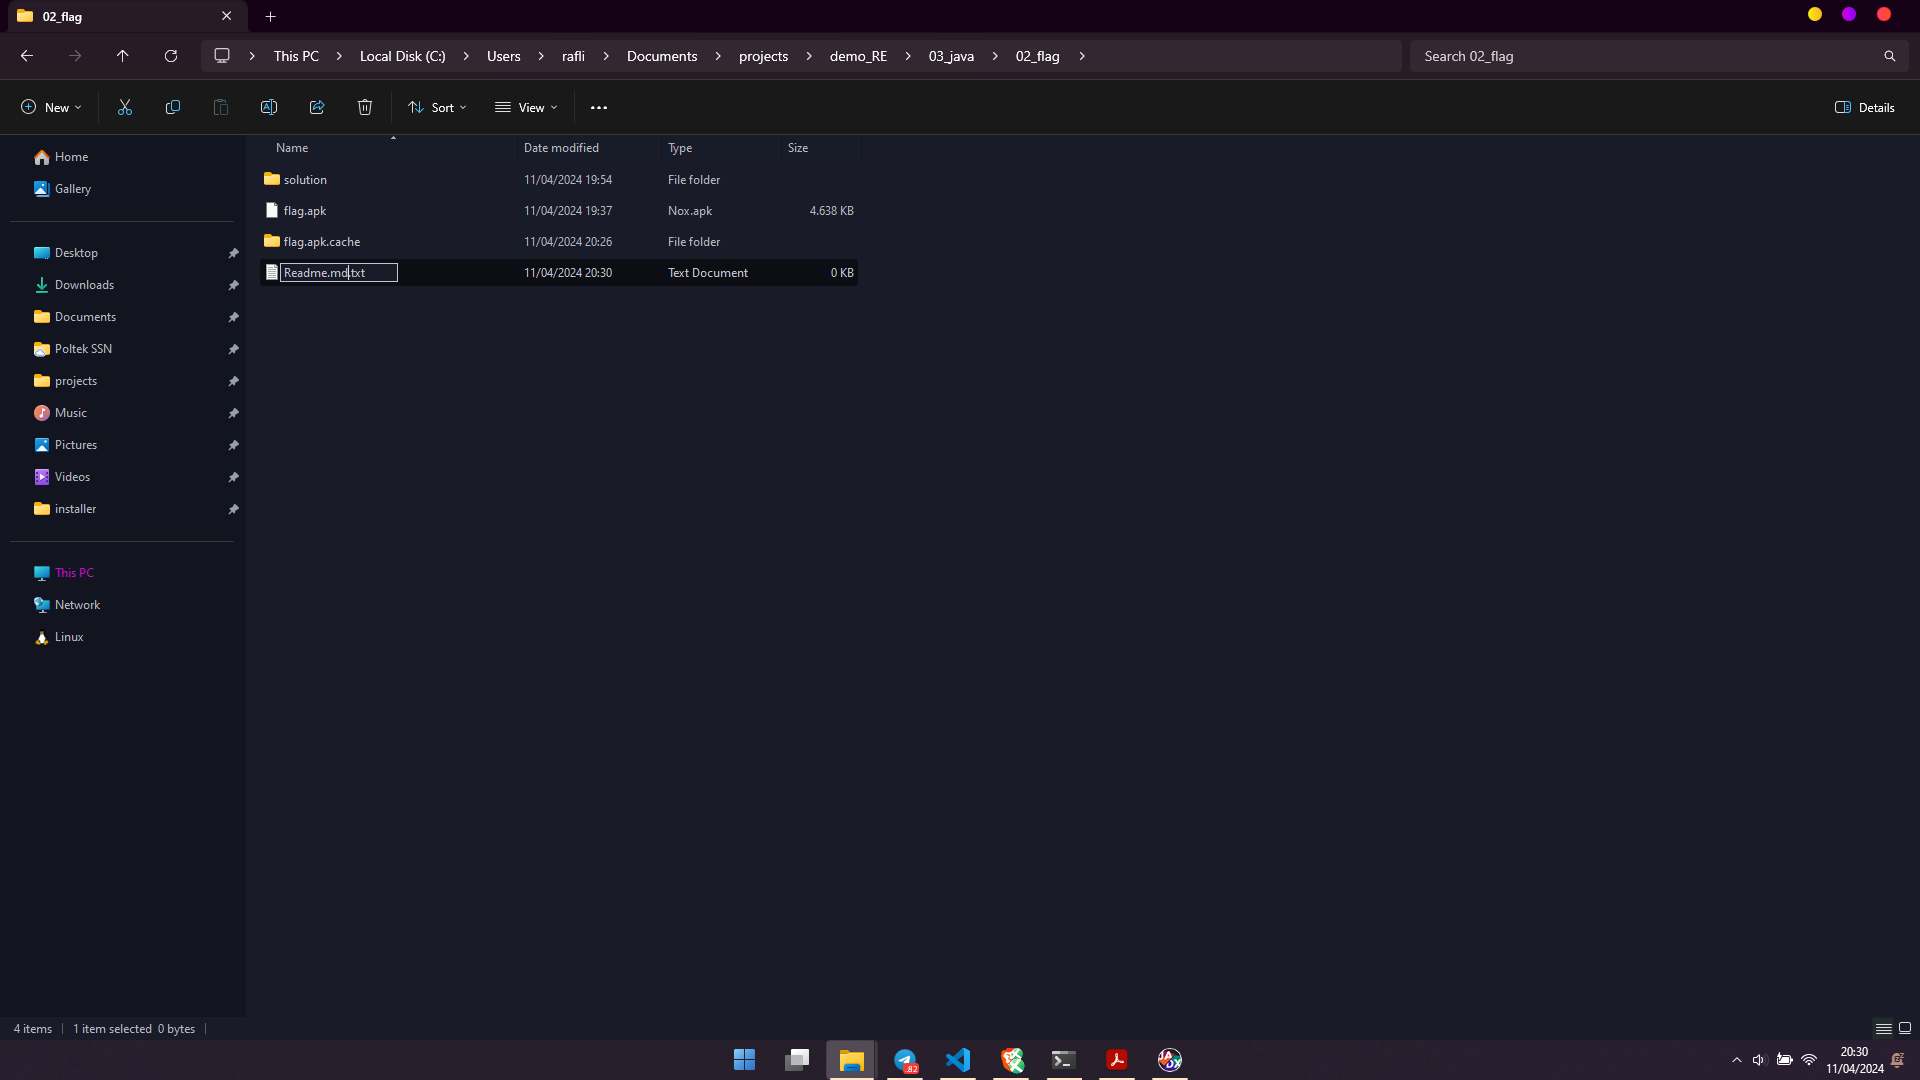 02_flag
This PC > Local Disk (C:) > Users > rafli > Documents > projects > demo_RE > 03_java > 02_flag >
Search 02_flag
New
Sort
View
Details
Home
Gallery
Desktop
Downloads
Documents
Poltek SSN
projects
Music
Pictures
Videos
installer
This PC
Network
Linux
Name Date modified Type Size
solution 11/04/2024 19:54 File folder
flag.apk 11/04/2024 19:37 Nox.apk 4.638 KB
flag.apk.cache 11/04/2024 20:26 File folder
Readme.md.txt 11/04/2024 20:30 Text Document 0 KB
4 items 1 item selected 0 bytes
.82
JADX
20:30
11/04/2024